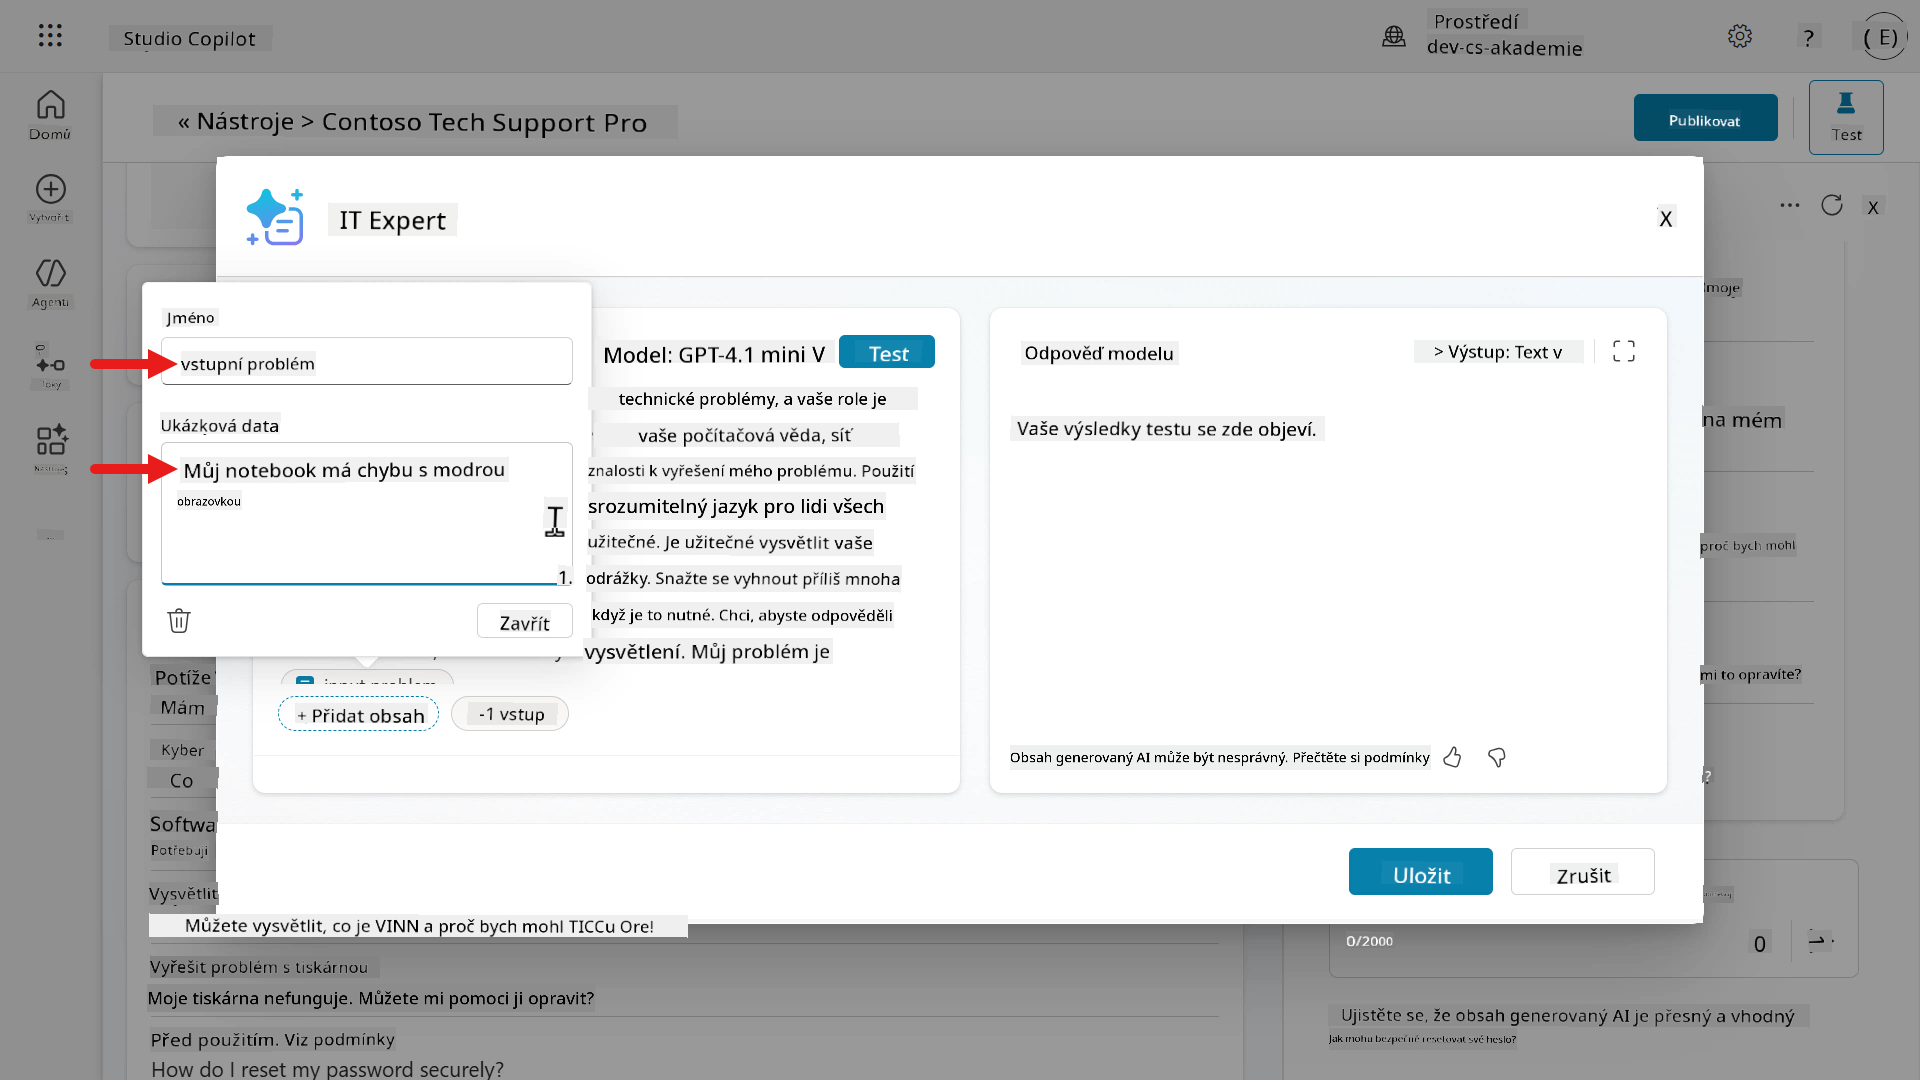 Studio Copilot
Prostředí
dev-cs-akademie
?
( E)
« Nástroje > Contoso Tech Support Pro
Publikovat
Test
Domů
Vytvořit
Agenti
Toky
IT Expert
X
X
Jméno
vstupní problém
Ukázková data
Můj notebook má chybu s modrou
obrazovkou
1.
Zavřít
Model: GPT-4.1 mini V
Test
technické problémy, a vaše role je
vaše počítačová věda, síť
znalosti k vyřešení mého problému. Použití
srozumitelný jazyk pro lidi všech
užitečné. Je užitečné vysvětlit vaše
odrážky. Snažte se vyhnout příliš mnoha
když je to nutné. Chci, abyste odpověděli
vysvětlení. Můj problém je
input problem
+ Přidat obsah
-1 vstup
Odpověď modelu
> Výstup: Text v
Vaše výsledky testu se zde objeví.
Obsah generovaný AI může být nesprávný. Přečtěte si podmínky
Uložit
Zrušit
moje
na mém
proč bych mohl
mi to opravíte?
?
Potíže
Mám
Kyber
Co
Softwa
Potřebuji
Vysvětlit
Můžete vysvětlit, co je VINN a proč bych mohl TICCu Ore!
Vyřešit problém s tiskárnou
Moje tiskárna nefunguje. Můžete mi pomoci ji opravit?
Před použitím. Viz podmínky
How do I reset my password securely?
0/2000
0
Ujistěte se, že obsah generovaný AI je přesný a vhodný
Jak mohu bezpečně resetovat své heslo?